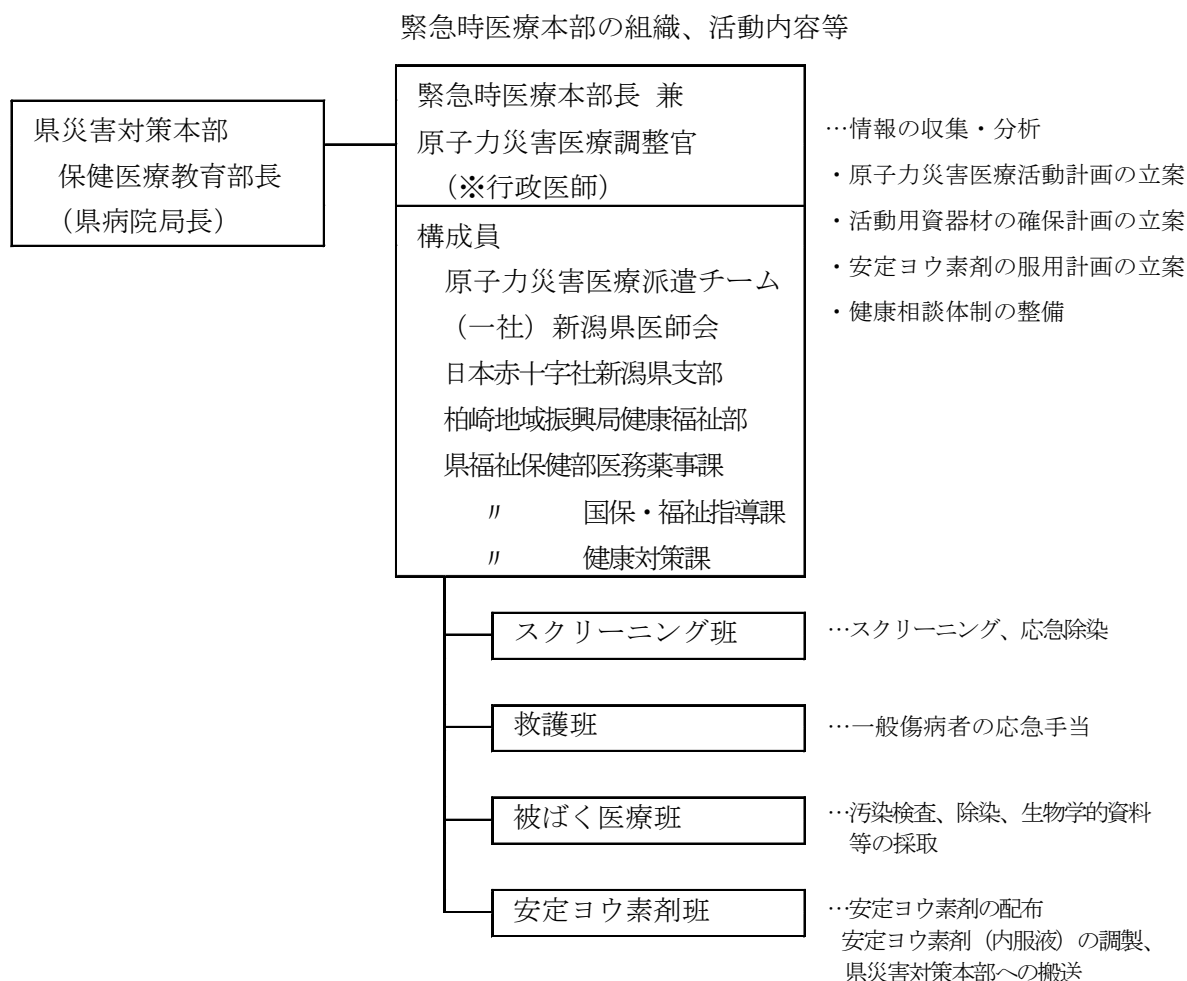 緊急時医療本部の組織、活動内容等
県災害対策本部
保健医療教育部長
(県病院局長)
緊急時医療本部長 兼
原子力災害医療調整官
(※行政医師)
…情報の収集・分析
・原子力災害医療活動計画の立案
・活動用資器材の確保計画の立案
・安定ヨウ素剤の服用計画の立案
・健康相談体制の整備
構成員
原子力災害医療派遣チーム
(一社)新潟県医師会
日本赤十字社新潟県支部
柏崎地域振興局健康福祉部
県福祉保健部医務薬事課
〃 国保・福祉指導課
〃 健康対策課
スクリーニング班
…スクリーニング、応急除染
救護班
…一般傷病者の応急手当
被ばく医療班
…汚染検査、除染、生物学的資料
等の採取
安定ヨウ素剤班
…安定ヨウ素剤の配布
安定ヨウ素剤(内服液)の調製、
県災害対策本部への搬送